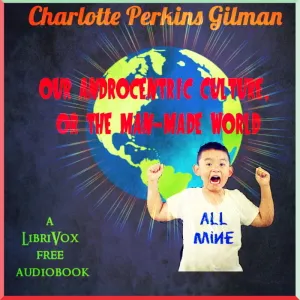 Charlotte Perkins Gilman
OUR ANDROCENTRIC CULTURE,
OR THE MAN-MADE WORLD
ALL
MINE
A
LIBRIVOX
FREE
AUDIOBOOK